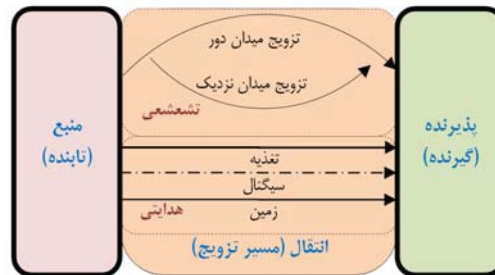 تزویج میدان دور
تزویج میدان نزدیک
تشعشعی
منبع
(تابنده)
پذیرنده
(گیرنده)
تغذیه
سیگنال
زمین
هدایتی
انتقال (مسیر تزویج)